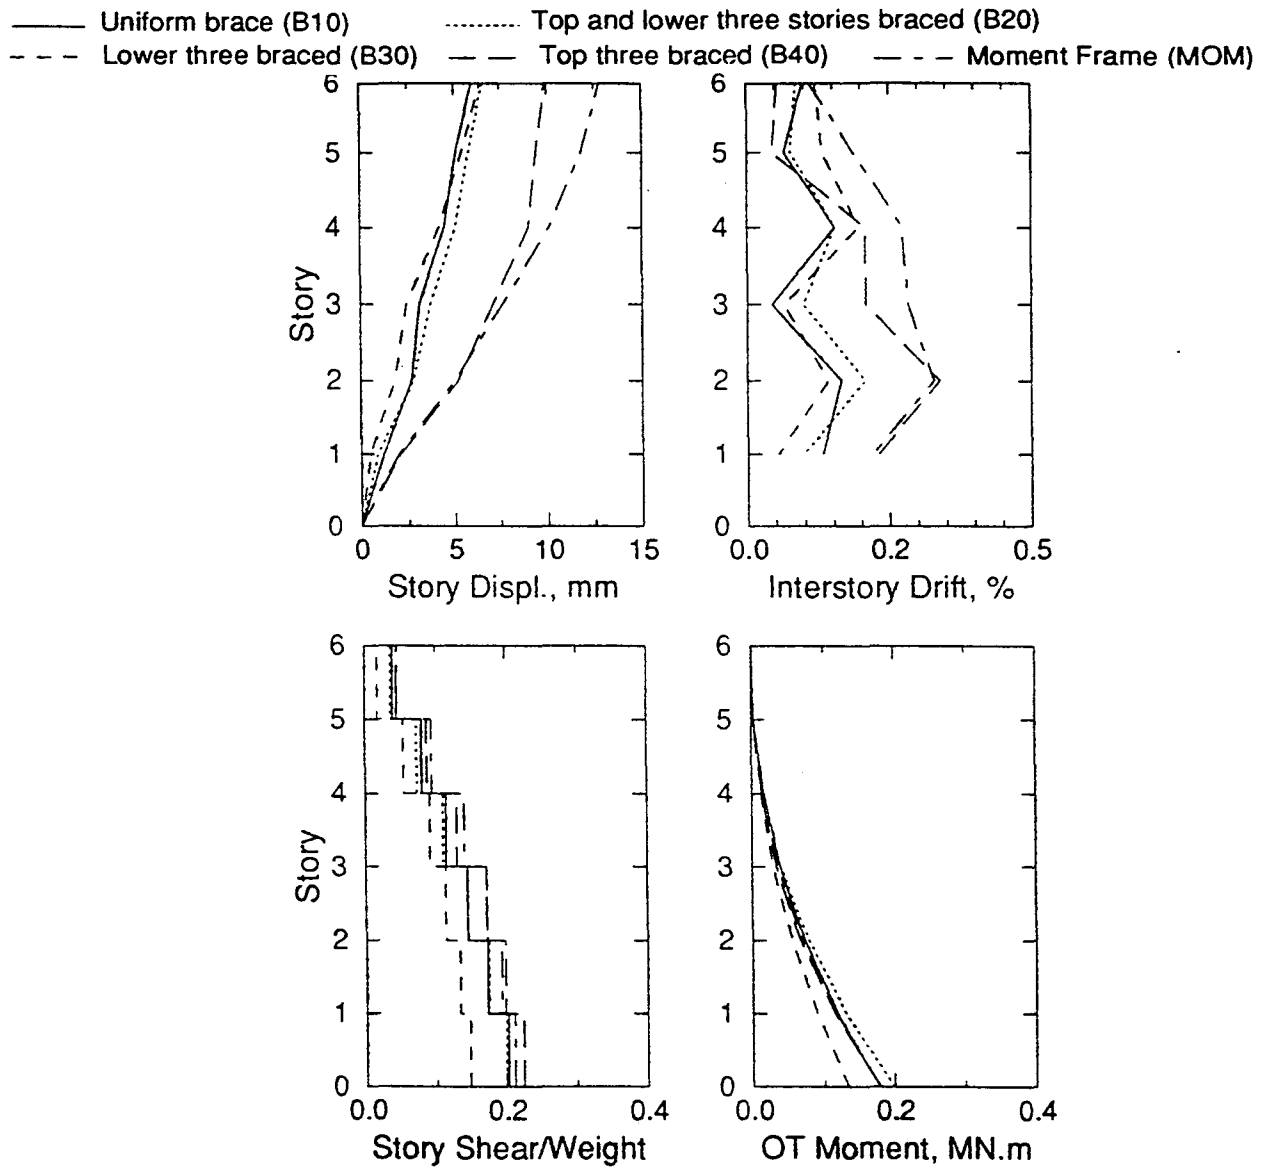 Uniform brace (B10) Top and lower three stories braced (B20)
Lower three braced (B30) Top three braced (B40) Moment Frame (MOM)
6 6
5 5
4 4
3 3
2 2
1 1
0 0
Story
0 5 10 15 0.0 0.2 0.5
Story Displ., mm Interstory Drift, %
6 6
5 5
4 4
3 3
2 2
1 1
0 0
Story
0.0 0.2 0.4 0.0 0.2 0.4
Story Shear/Weight OT Moment, MN.m